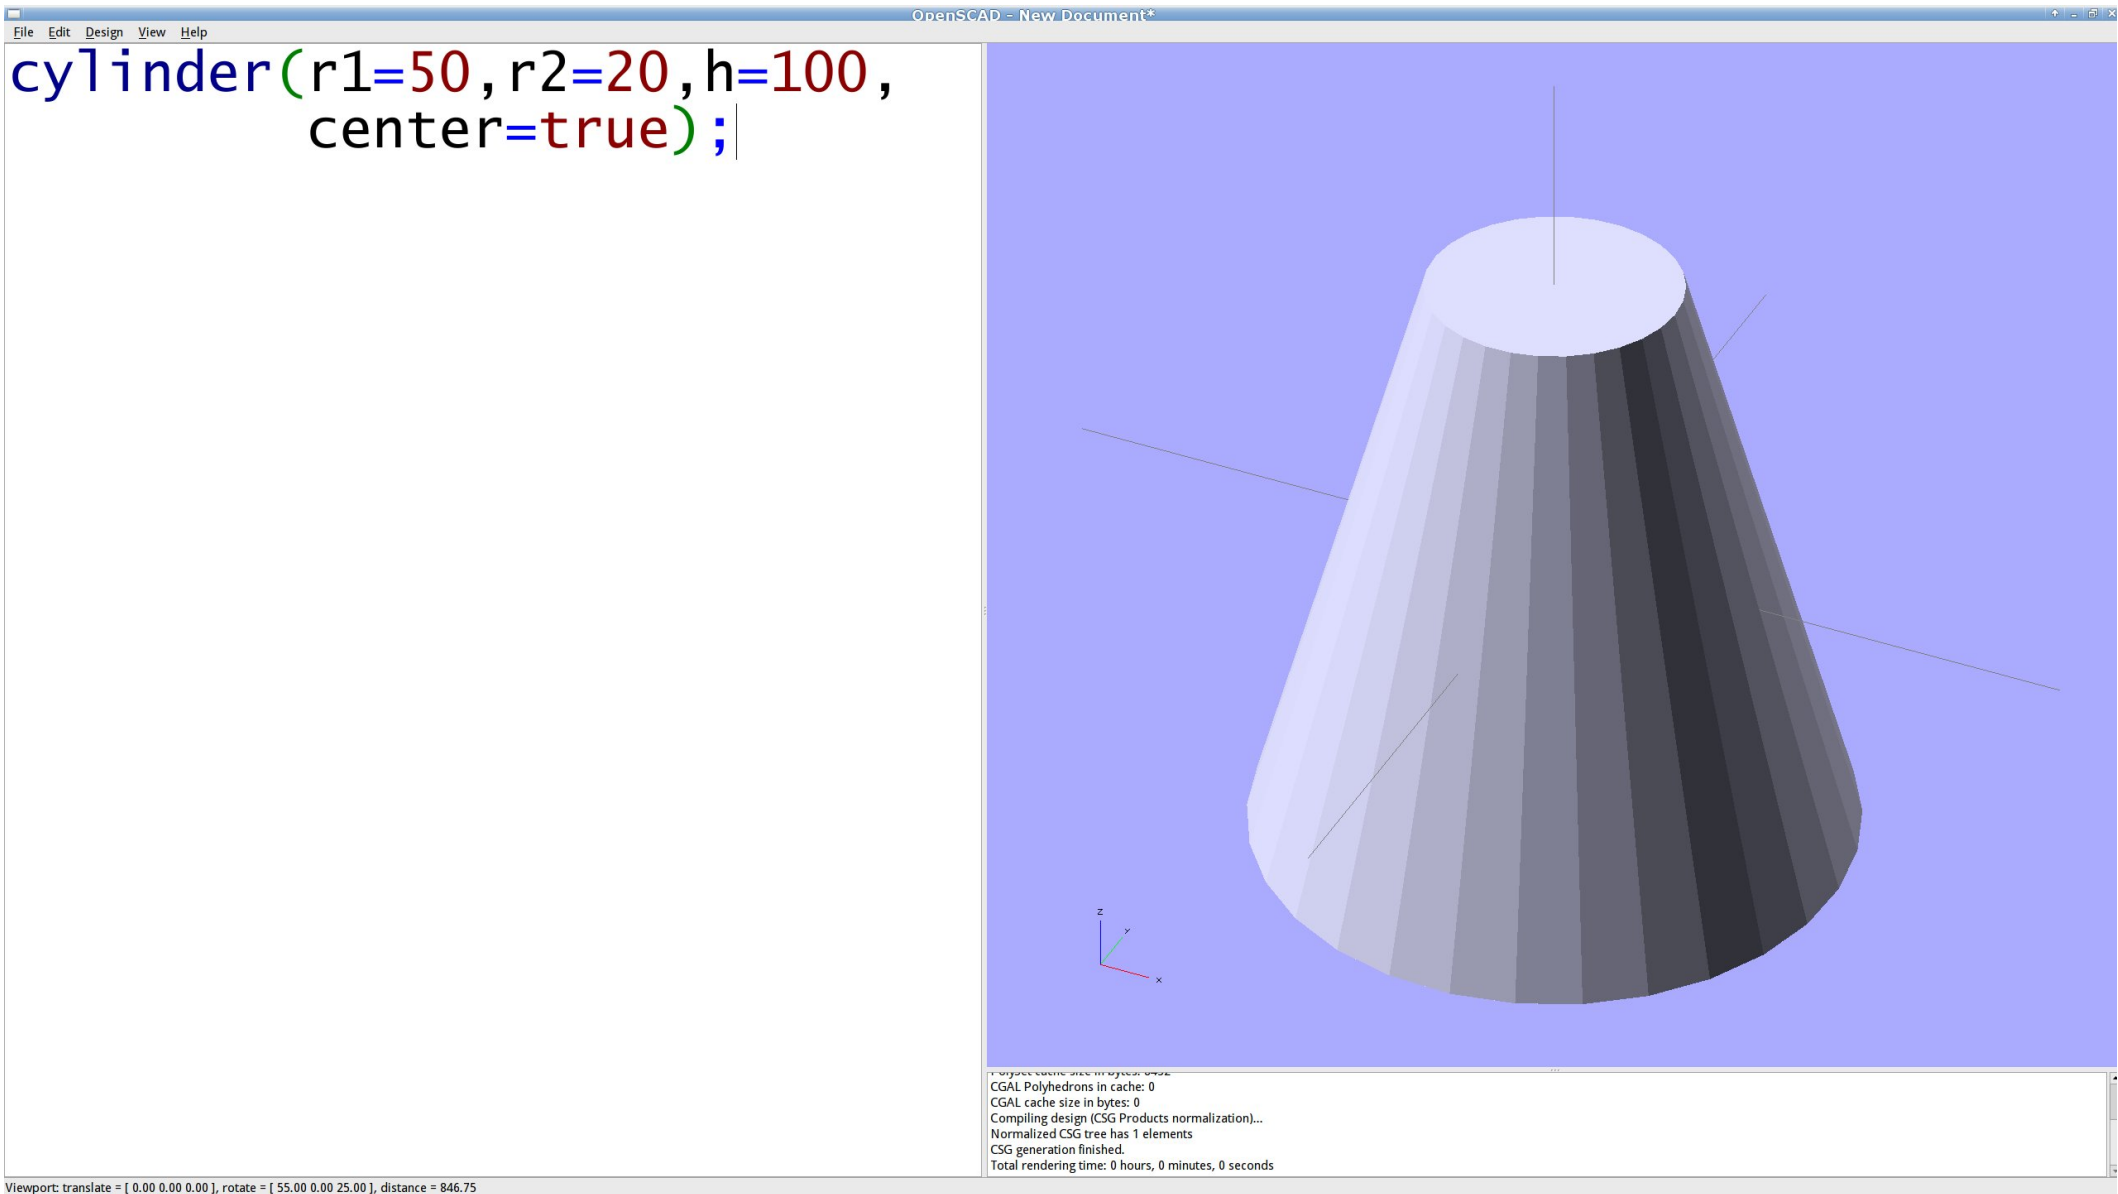 OpenSCAD - New Document*
File Edit Design View Help
cylinder(r1=50,r2=20,h=100,
center=true);
z
y
x
CGAL Polyhedrons in cache: 0
CGAL cache size in bytes: 0
Compiling design (CSG Products normalization)...
Normalized CSG tree has 1 elements
CSG generation finished.
Total rendering time: 0 hours, 0 minutes, 0 seconds
Viewport: translate = [ 0.00 0.00 0.00 ], rotate = [ 55.00 0.00 25.00 ], distance = 846.75